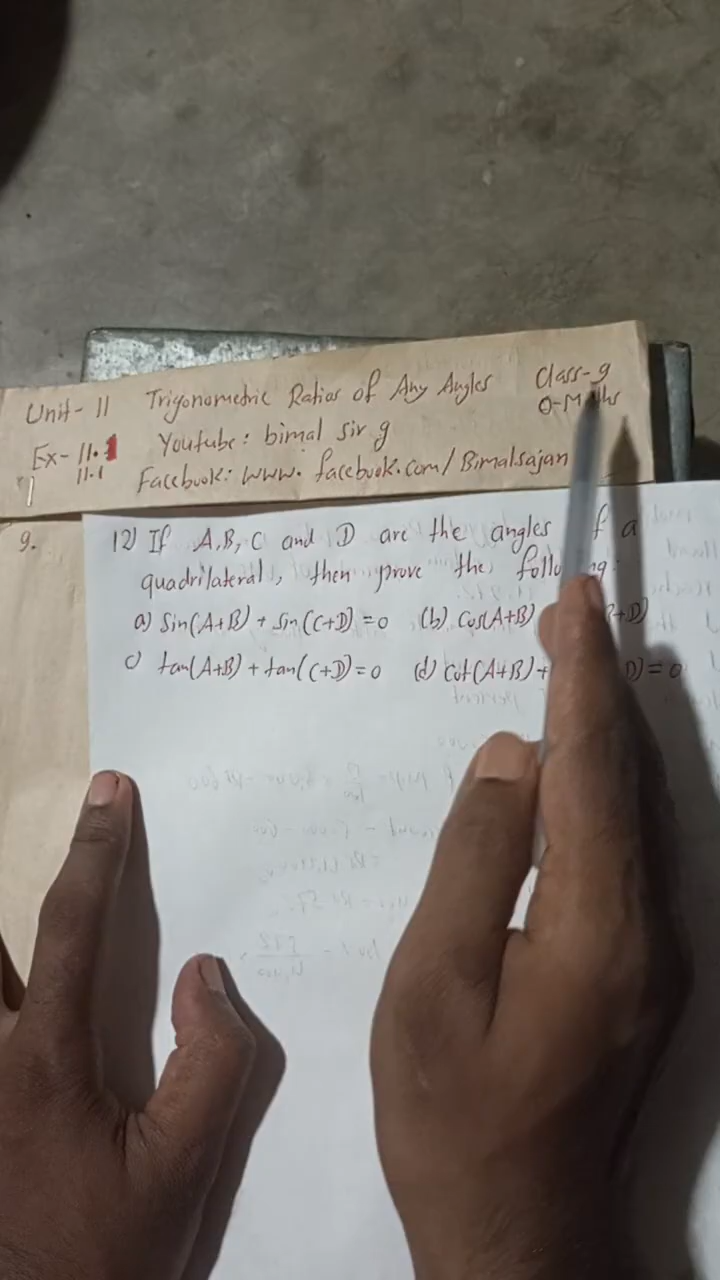 Unit- 11 Trigonometric Ratios of Any Angles Class-9
Ex- 11.1 Youtube: bimal sir g O-Maths
11.1 Facebook: www.facebook.com/Bimalsajan
9. 12) If A,B, C and D are the angles of a
quadrilateral, then prove the following:
a) Sin(A+B) + Sin(C+D) = 0 (b) Cos(A+B) +D)
c) tan(A+B) + tan(C+D) = 0 (d) Cot(A+B)+ D) = 0